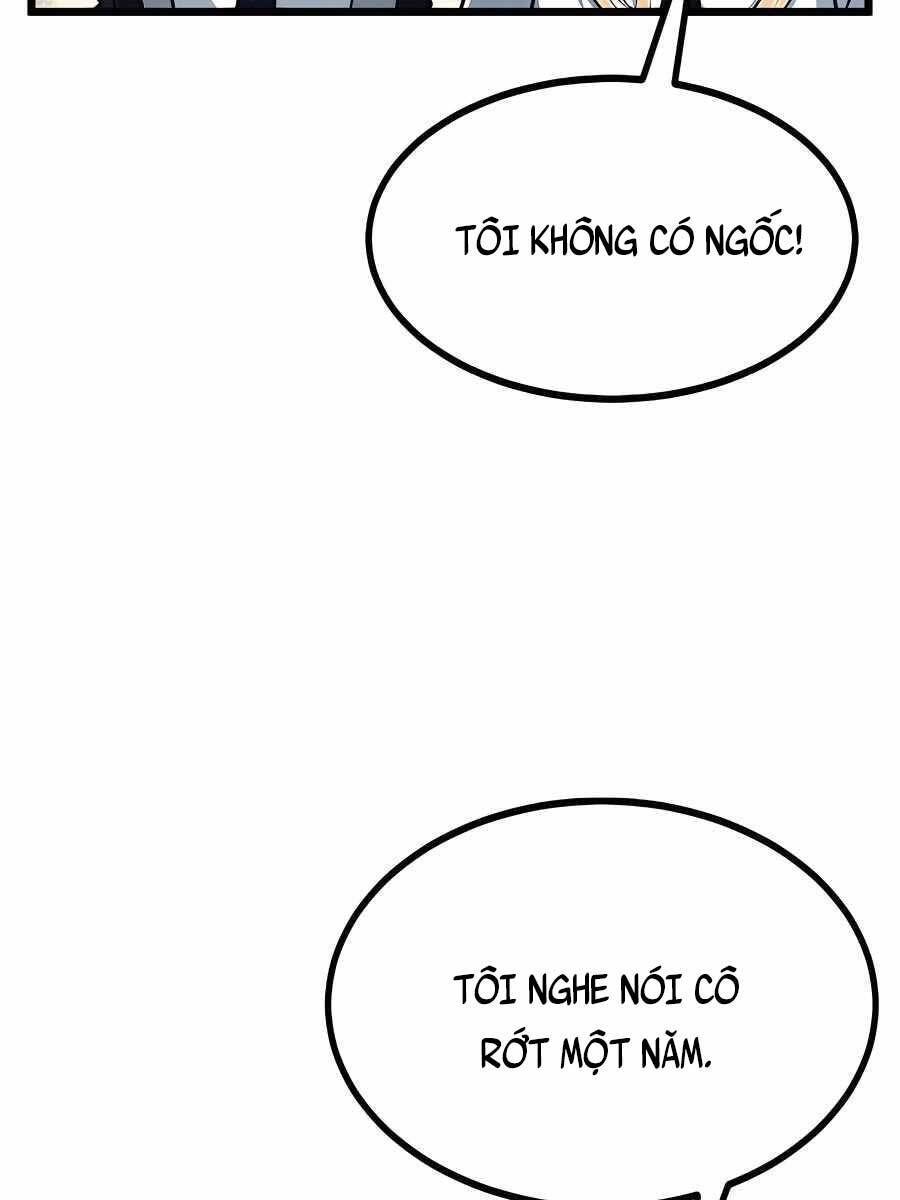 TÔI KHÔNG CÓ NGỐC!
TÔI NGHE NÓI CÔ
RỚT MỘT NĂM.